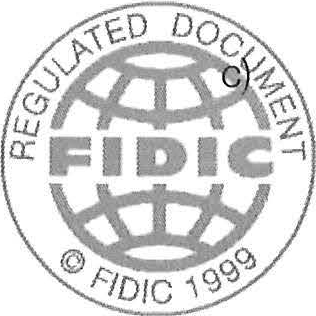 REGULATED DOCUMENT
c)
FIDIC
© FIDIC 1999